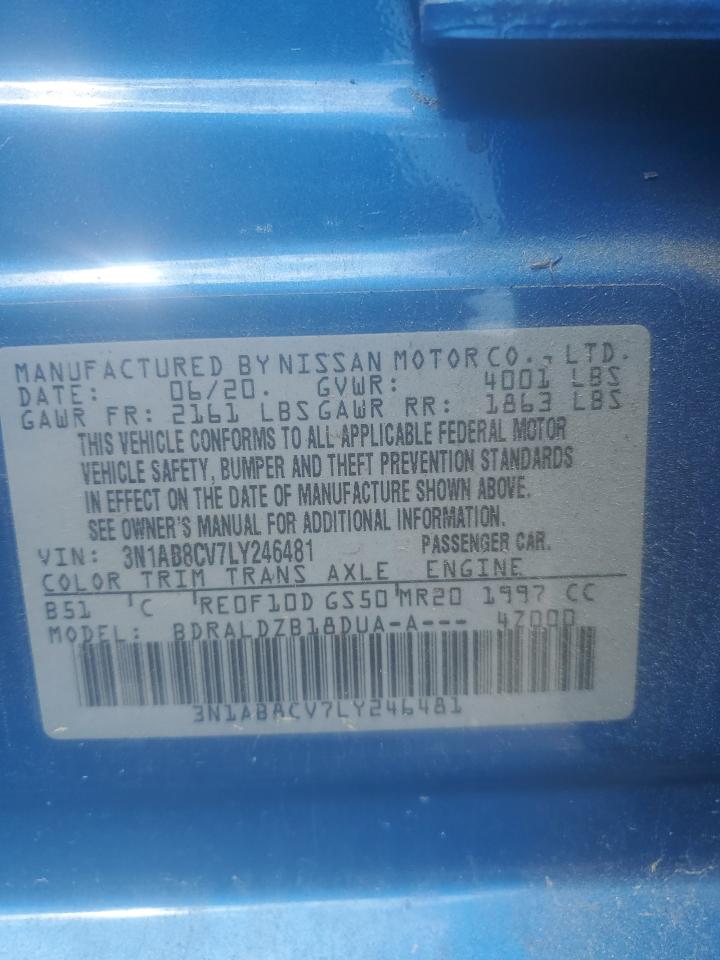 MANUFACTURED BY NISSAN MOTOR CO., LTD.
DATE: 06/20. GVWR: 4001 LBS
GAWR FR: 2161 LBS GAWR RR: 1863 LBS
THIS VEHICLE CONFORMS TO ALL APPLICABLE FEDERAL MOTOR
VEHICLE SAFETY, BUMPER AND THEFT PREVENTION STANDARDS
IN EFFECT ON THE DATE OF MANUFACTURE SHOWN ABOVE.
SEE OWNER'S MANUAL FOR ADDITIONAL INFORMATION.
VIN: 3N1AB8CV7LY246481 PASSENGER CAR.
COLOR TRIM TRANS AXLE ENGINE
B51 C RE0F10D GS50 MR20 1997 CC
MODEL: BDRALDZB18DUA-A--- 47000
3N1AB8CV7LY246481